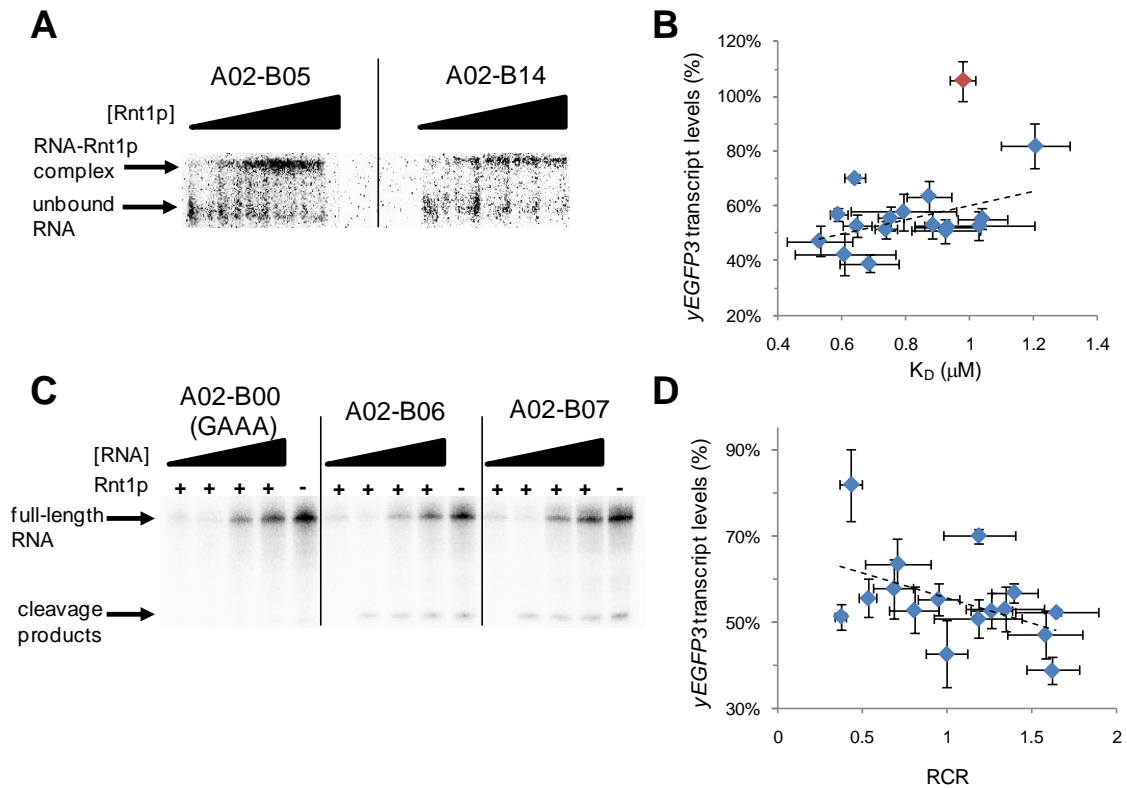 A
A02-B05
A02-B14
[Rnt1p]
RNA-Rnt1p
complex
unbound
RNA
B
yEGFP3 transcript levels (%)
120%
100%
80%
60%
40%
20%
0.4 0.6 0.8 1 1.2 1.4
KD (μM)
C
A02-B00
(GAAA)
A02-B06
A02-B07
[RNA]
Rnt1p
+ + + + - + + + + - + + + + -
full-length
RNA
cleavage
products
D
yEGFP3 transcript levels (%)
90%
70%
50%
30%
0 0.5 1 1.5 2
RCR